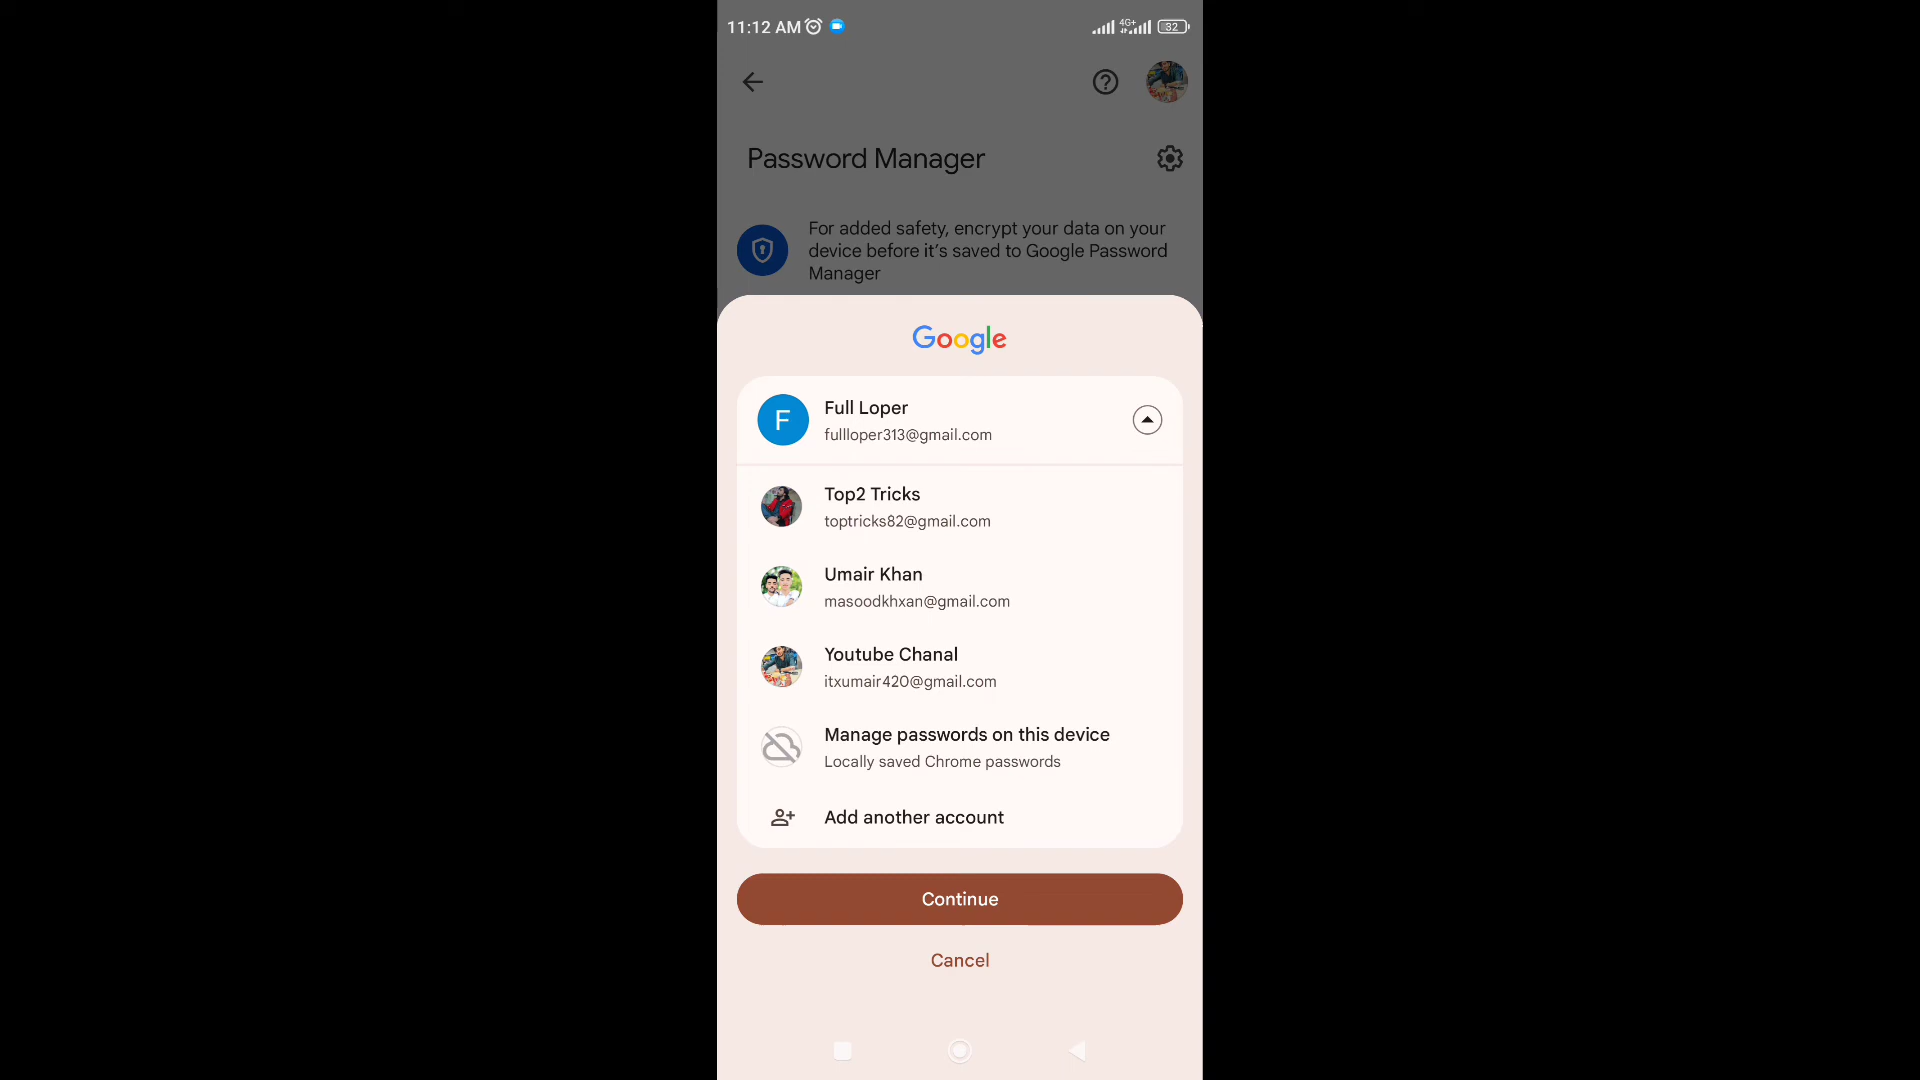 11:12 AM
4G+
32
Password Manager
For added safety, encrypt your data on your
device before it’s saved to Google Password
Manager
Google
F
Full Loper
fullloper313@gmail.com
Top2 Tricks
toptricks82@gmail.com
Umair Khan
masoodkhxan@gmail.com
Youtube Chanal
itxumair420@gmail.com
Manage passwords on this device
Locally saved Chrome passwords
Add another account
Continue
Cancel